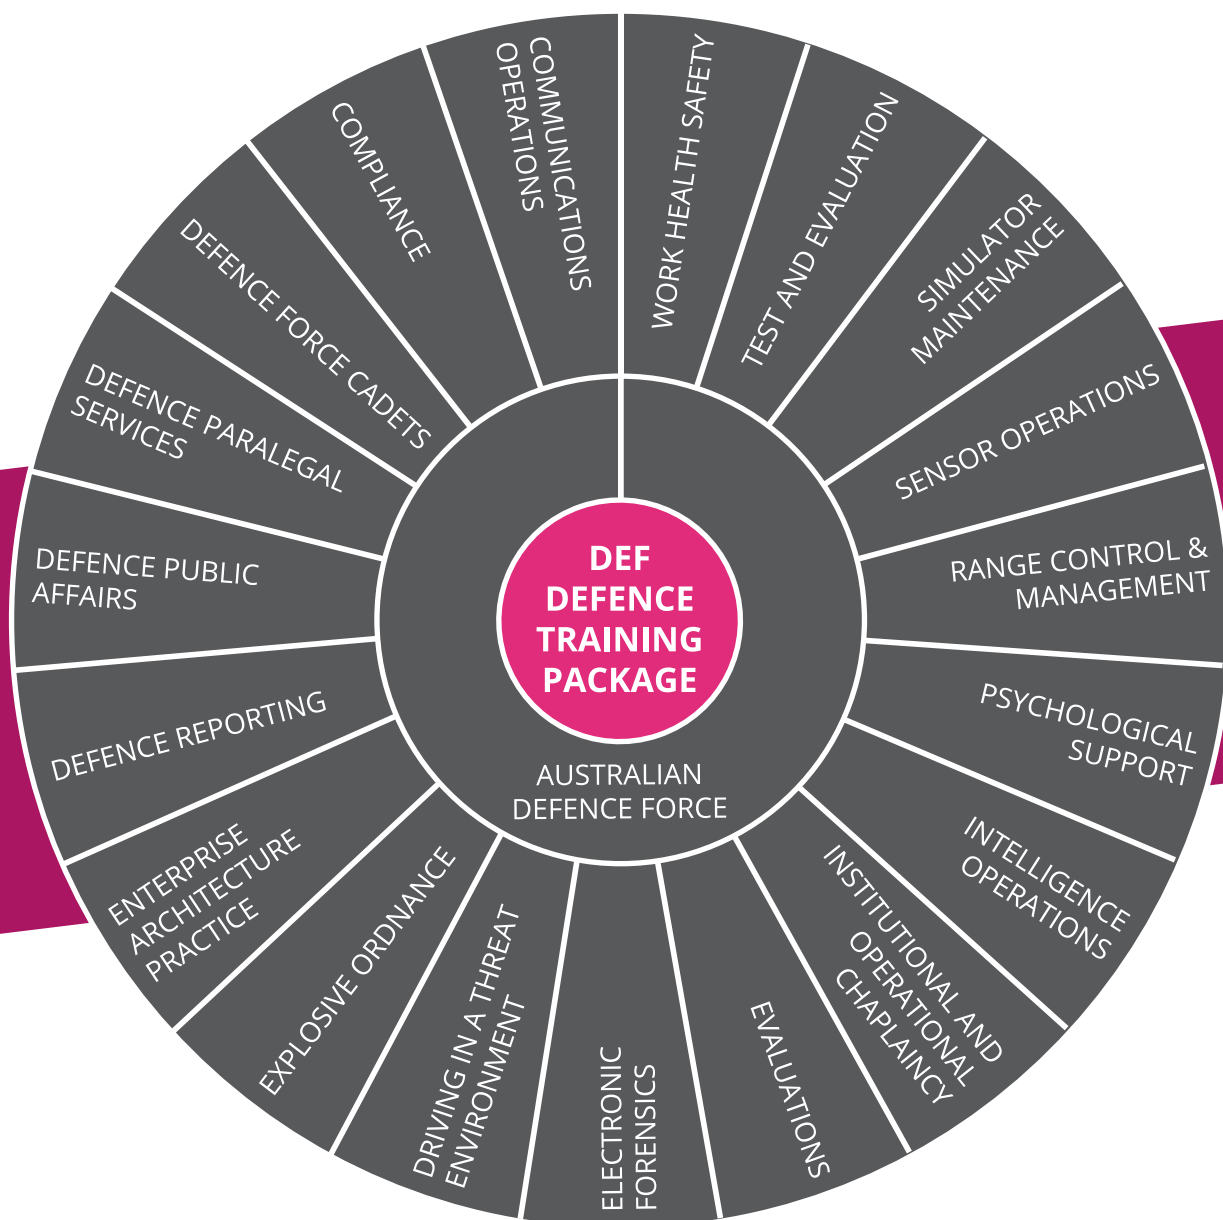 DEF
DEFENCE
TRAINING
PACKAGE
AUSTRALIAN
DEFENCE FORCE
WORK HEALTH SAFETY
TEST AND EVALUATION
SIMULATOR
MAINTENANCE
SENSOR OPERATIONS
RANGE CONTROL &
MANAGEMENT
PSYCHOLOGICAL
SUPPORT
INTELLIGENCE
OPERATIONS
INSTITUTIONAL AND
OPERATIONAL
CHAPLAINCY
EVALUATIONS
ELECTRONIC
FORENSICS
DRIVING IN A THREAT
ENVIRONMENT
EXPLOSIVE ORDNANCE
ENTERPRISE
ARCHITECTURE
PRACTICE
DEFENCE REPORTING
DEFENCE PUBLIC
AFFAIRS
DEFENCE PARALEGAL
SERVICES
DEFENCE FORCE CADETS
COMPLIANCE
COMMUNICATIONS
OPERATIONS